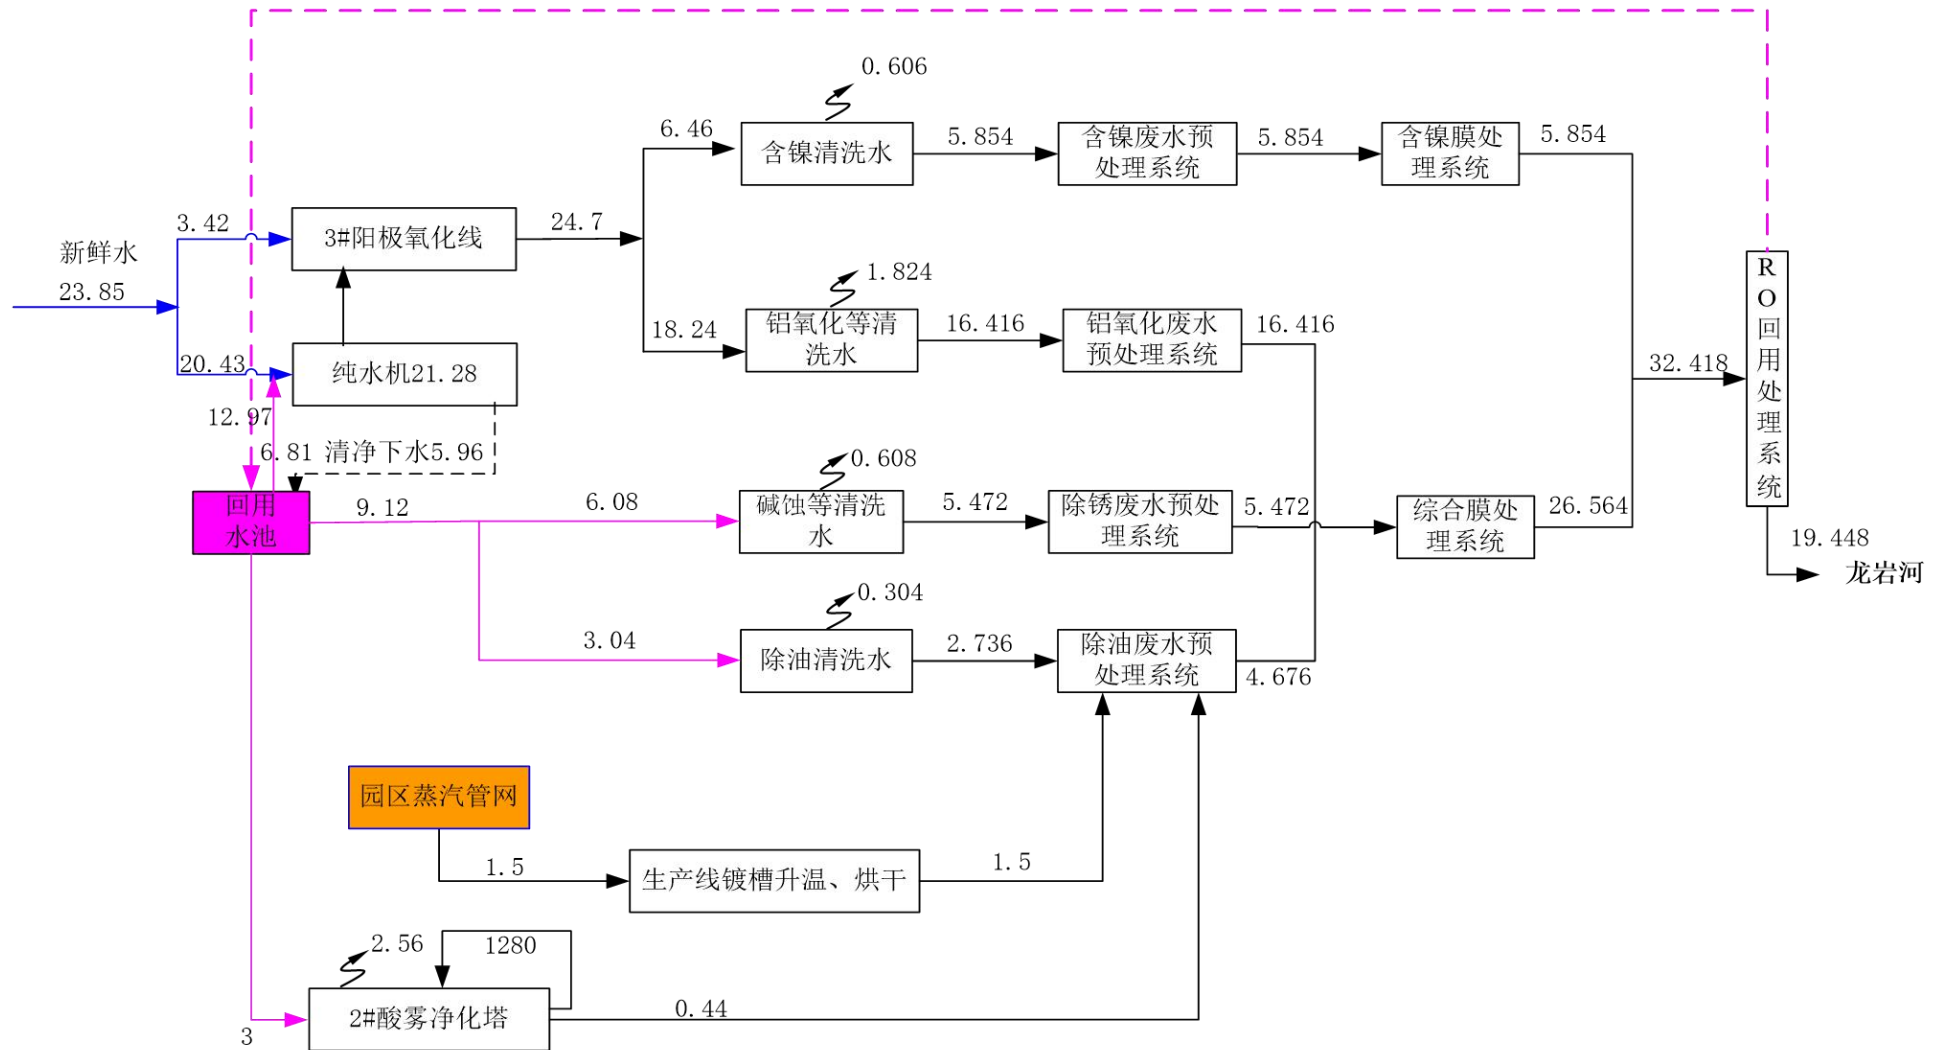 0.606
6.46
含镍清洗水
5.854
含镍废水预
处理系统
5.854
含镍膜处
理系统
5.854
新鲜水
23.85
3.42
3#阳极氧化线
24.7
20.43
纯水机21.28
18.24
1.824
铝氧化等清
洗水
16.416
铝氧化废水
预处理系统
16.416
32.418
RO回用处理系统
12.97
6.81
清净下水5.96
回用
水池
9.12
6.08
0.608
碱蚀等清洗
水
5.472
除锈废水预处
理系统
5.472
综合膜处
理系统
26.564
19.448
龙岩河
3.04
0.304
除油清洗水
2.736
除油废水预
处理系统
4.676
园区蒸汽管网
1.5
生产线镀槽升温、烘干
1.5
2.56
1280
2#酸雾净化塔
0.44
3